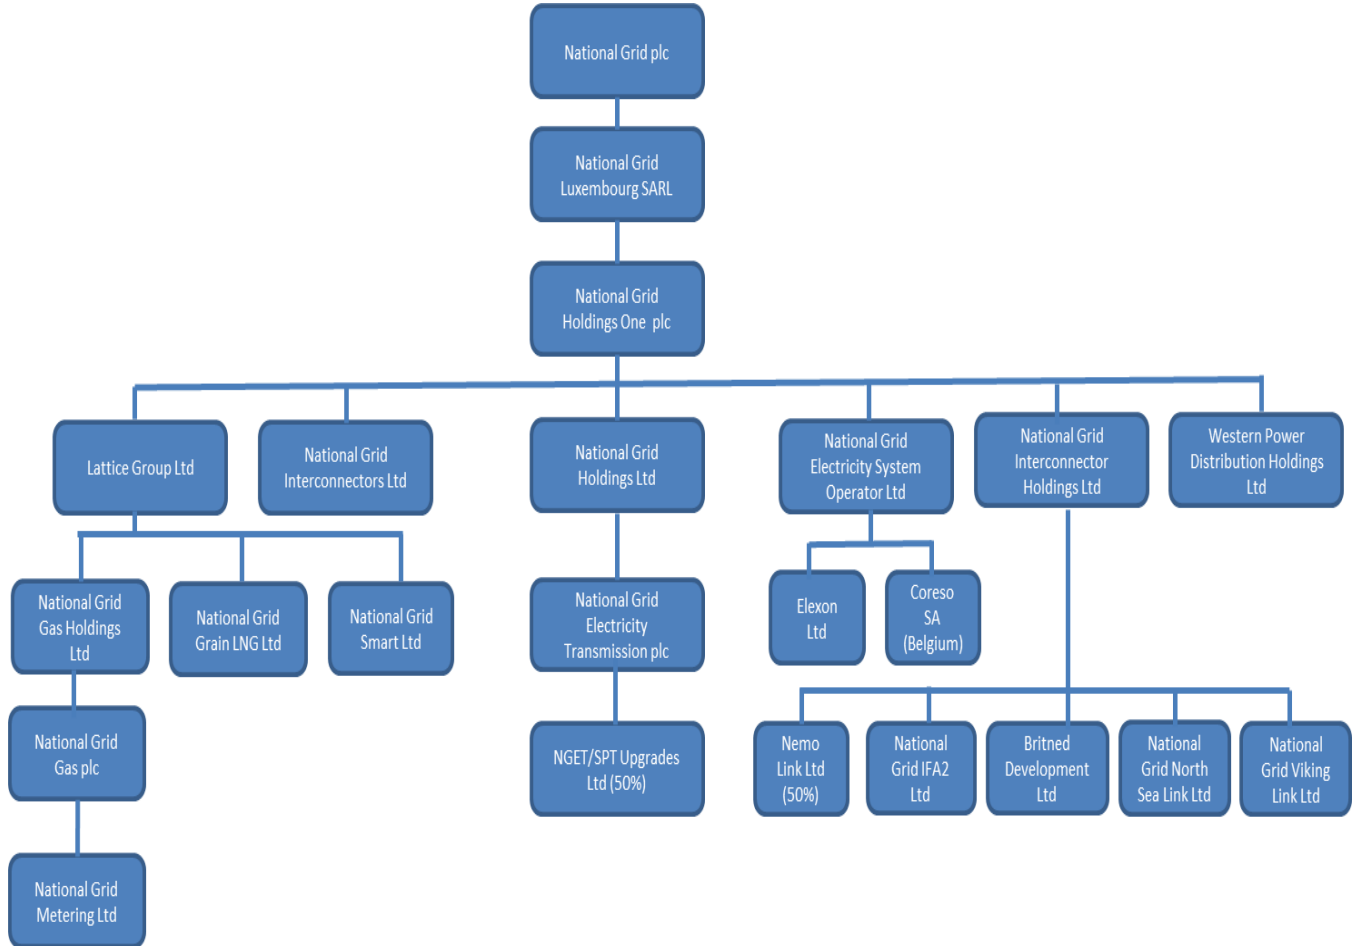 National Grid plc
National Grid
Luxembourg SARL
National Grid
Holdings One plc
Lattice Group Ltd
National Grid
Interconnectors Ltd
National Grid
Holdings Ltd
National Grid
Electricity System
Operator Ltd
National Grid
Interconnector
Holdings Ltd
Western Power
Distribution Holdings
Ltd
National Grid
Gas Holdings
Ltd
National Grid
Grain LNG Ltd
National Grid
Smart Ltd
National Grid
Electricity
Transmission plc
Elexon
Ltd
Coreso
SA
(Belgium)
National Grid
Gas plc
NGET/SPT Upgrades
Ltd (50%)
Nemo
Link Ltd
(50%)
National
Grid IFA2
Ltd
Britned
Development
Ltd
National
Grid North
Sea Link Ltd
National
Grid Viking
Link Ltd
National Grid
Metering Ltd